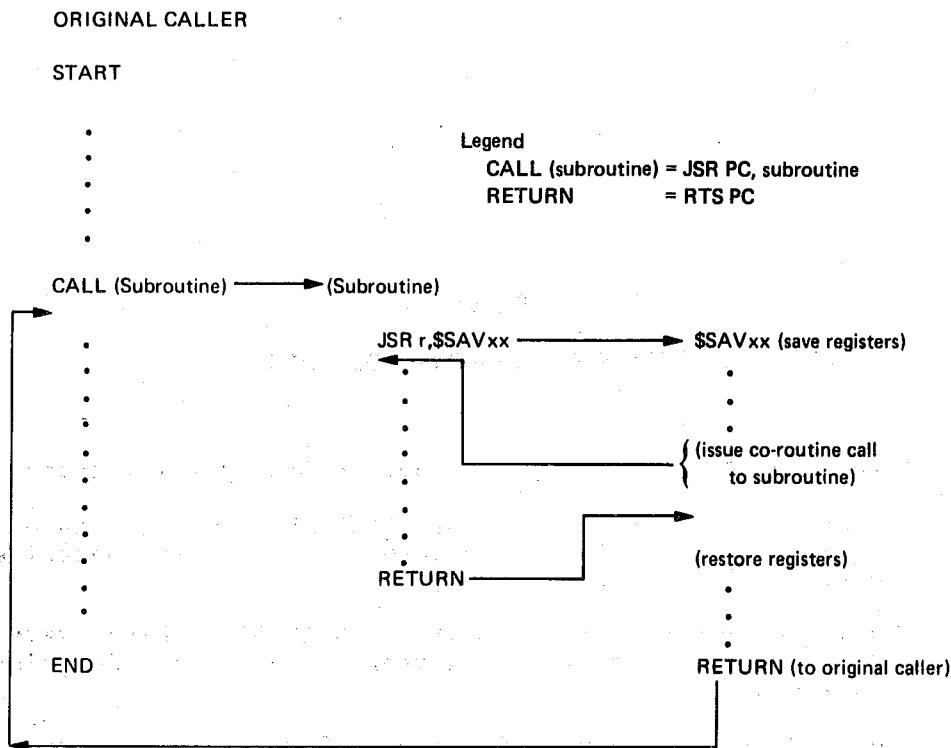 ORIGINAL CALLER
START
Legend
CALL (subroutine) = JSR PC, subroutine
RETURN = RTS PC
CALL (Subroutine) (Subroutine)
JSR r,$SAVxx $SAVxx (save registers)
(issue co-routine call
to subroutine)
(restore registers)
RETURN
END RETURN (to original caller)